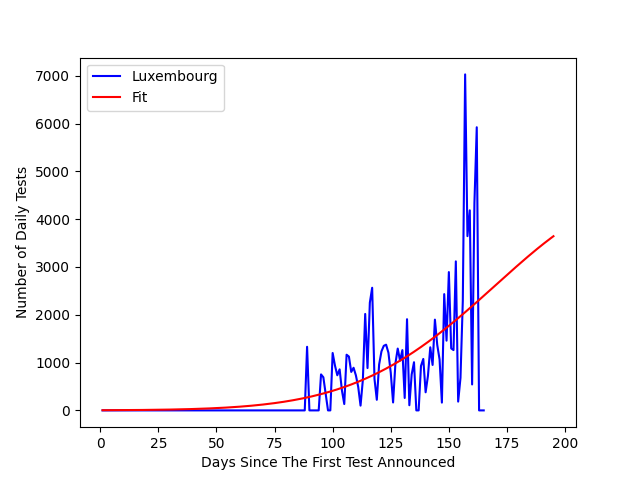 Luxembourg
Fit
7000
6000
5000
4000
3000
2000
1000
0
Number of Daily Tests
0 25 50 75 100 125 150 175 200
Days Since The First Test Announced